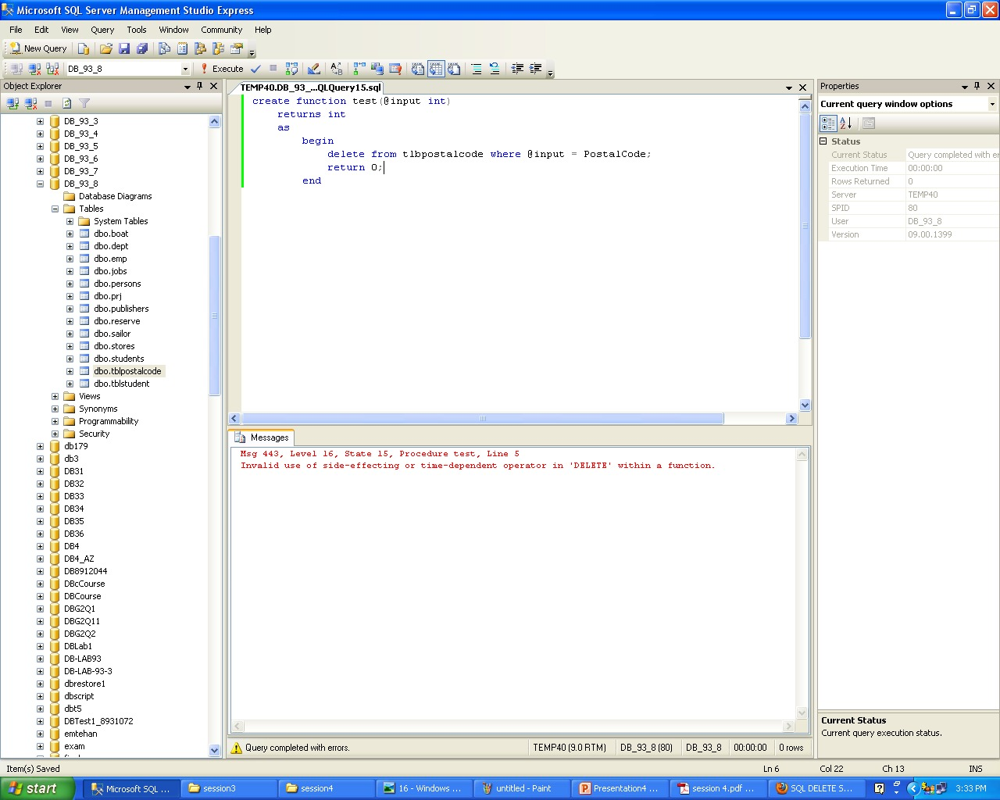 Microsoft SQL Server Management Studio Express
File Edit View Query Tools Window Community Help
New Query
DB_93_8 Execute
Object Explorer
DB_93_3
DB_93_4
DB_93_5
DB_93_6
DB_93_7
DB_93_8
Database Diagrams
Tables
System Tables
dbo.boat
dbo.dept
dbo.emp
dbo.jobs
dbo.persons
dbo.prj
dbo.publishers
dbo.reserve
dbo.sailor
dbo.stores
dbo.students
dbo.tblpostalcode
dbo.tblstudent
Views
Synonyms
Programmability
Security
db179
db3
DB31
DB32
DB33
DB34
DB35
DB36
DB4
DB4_AZ
DB8912044
DBcCourse
DBCourse
DBG2Q1
DBG2Q11
DBG2Q2
DBLab1
DB-LAB93
DB-LAB-93-3
dbrestore1
dbscript
dbt5
DBTest1_8931072
emtehan
exam
TEMP40.DB_93_...QLQuery15.sql
create function test(@input int)
returns int
as
begin
delete from tlbpostalcode where @input = PostalCode;
return 0;
end
Messages
Msg 443, Level 16, State 15, Procedure test, Line 5
Invalid use of side-effecting or time-dependent operator in 'DELETE' within a function.
Query completed with errors. TEMP40 (9.0 RTM) DB_93_8 (80) DB_93_8 00:00:00 0 rows
Properties
Current query window options
Status
Current Status Query completed with er
Execution Time 00:00:00
Rows Returned 0
Server TEMP40
SPID 80
User DB_93_8
Version 09.00.1399
Current Status
Current query execution status.
Item(s) Saved Ln 6 Col 22 Ch 13 INS
start Microsoft SQL ... session3 session4 16 - Windows ... untitled - Paint Presentation4 ... session 4.pdf ... SQL DELETE S... 3:33 PM